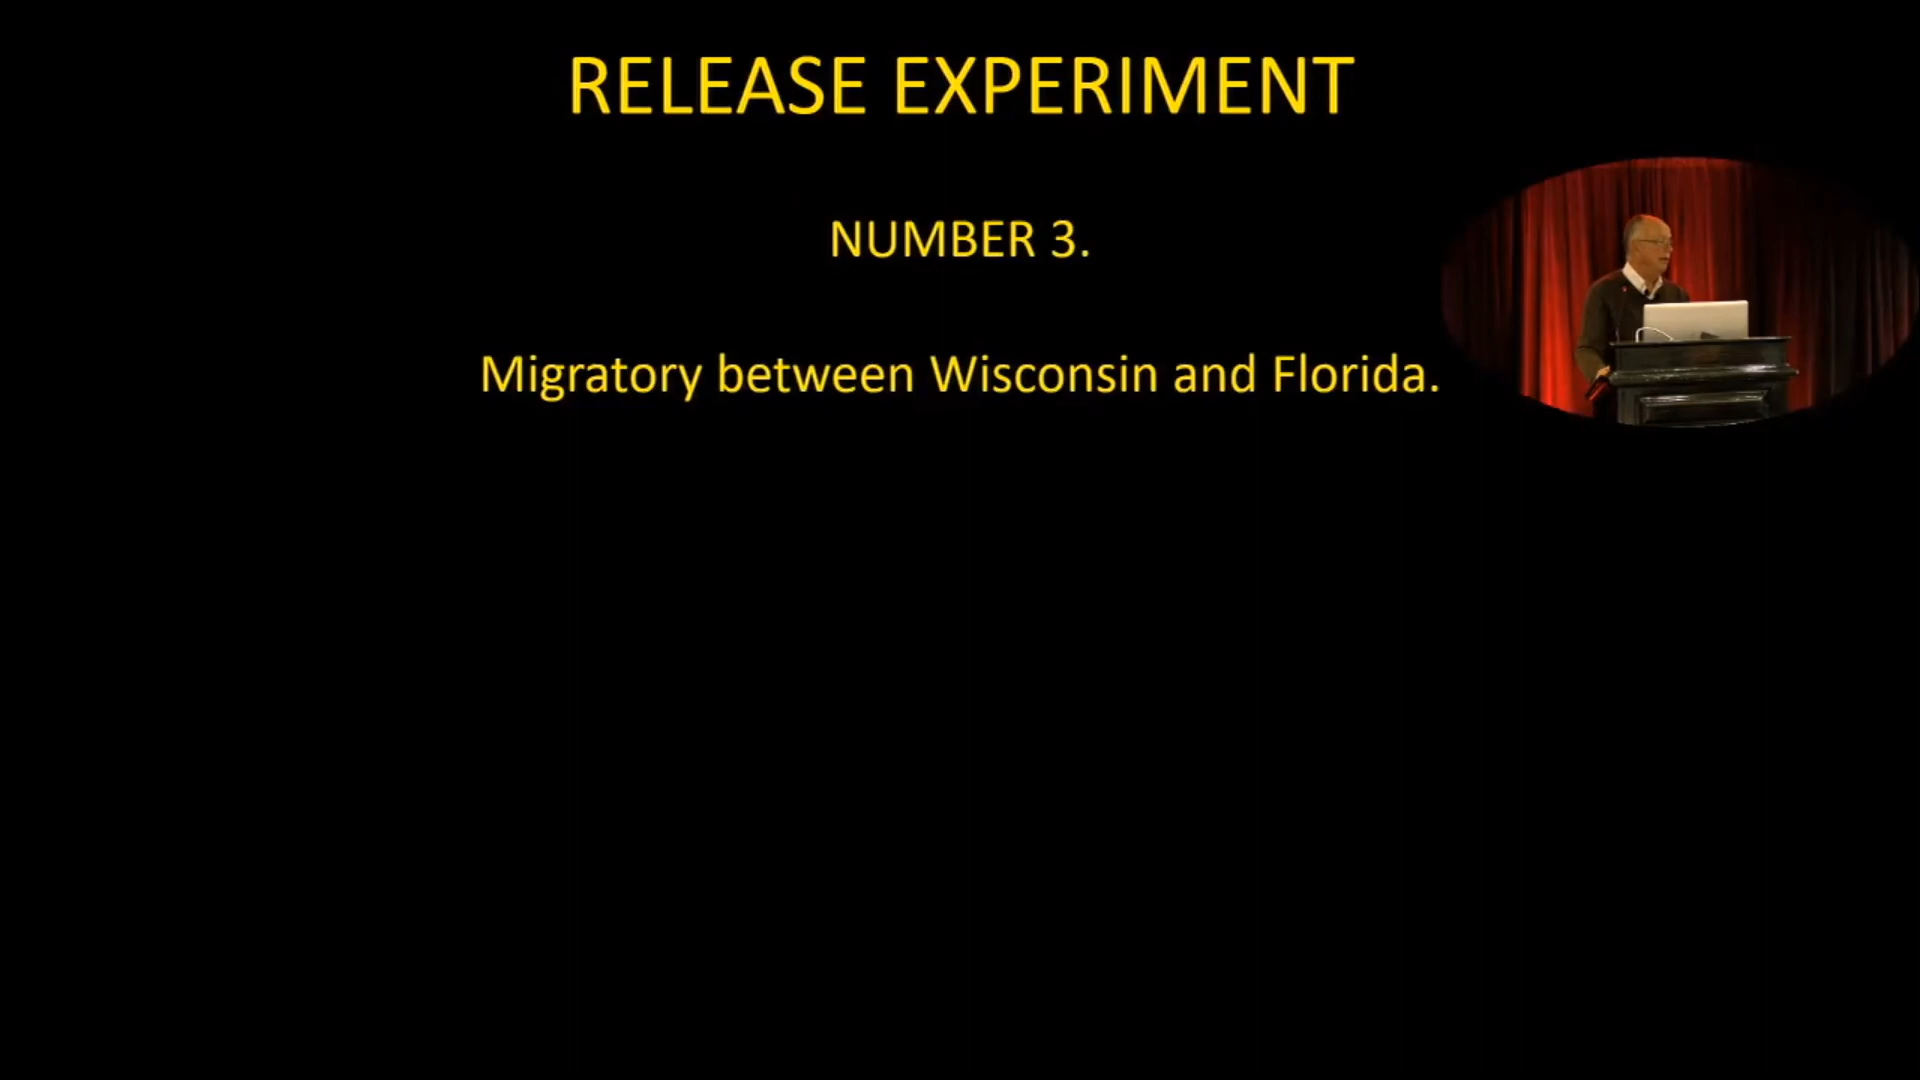 RELEASE EXPERIMENT
NUMBER 3.
Migratory between Wisconsin and Florida.